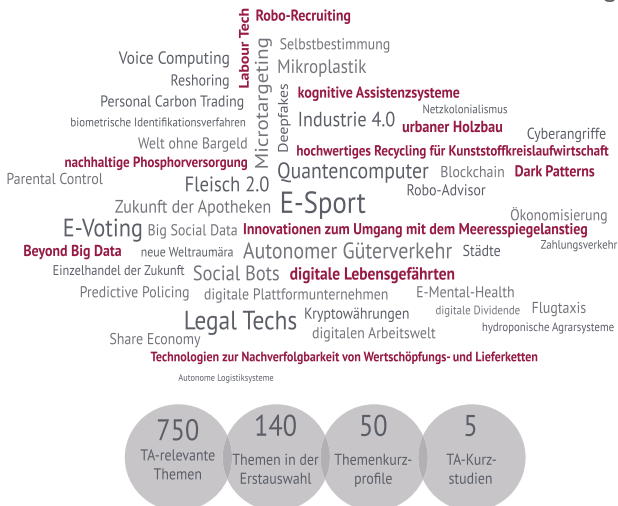 Labour Tech
Robo-Recruiting
Microtargeting
Selbstbestimmung
Voice Computing
Mikroplastik
Reshoring
Deepfakes
kognitive Assistenzsysteme
Personal Carbon Trading
Netzkolonialismus
biometrische Identifikationsverfahren
Industrie 4.0
urbaner Holzbau
Cyberangriffe
Welt ohne Bargeld
hochwertiges Recycling für Kunststoffkreislaufwirtschaft
nachhaltige Phosphorversorgung
Quantencomputer
Blockchain
Dark Patterns
Parental Control
Fleisch 2.0
Robo-Advisor
Zukunft der Apotheken
E-Sport
Ökonomisierung
E-Voting
Big Social Data
Innovationen zum Umgang mit dem Meeresspiegelanstieg
Beyond Big Data
neue Weltraumära
Autonomer Güterverkehr
Städte
Zahlungsverkehr
Einzelhandel der Zukunft
Social Bots
digitale Lebensgefährten
Predictive Policing
digitale Plattformunternehmen
E-Mental-Health
digitale Dividende
Flugtaxis
Legal Techs
Kryptowährungen
hydroponische Agrarsysteme
Share Economy
digitalen Arbeitswelt
Technologien zur Nachverfolgbarkeit von Wertschöpfungs- und Lieferketten
Autonome Logistiksysteme
750
TA-relevante
Themen
140
Themen in der
Erstauswahl
50
Themenkurz-
profile
5
TA-Kurz-
studien